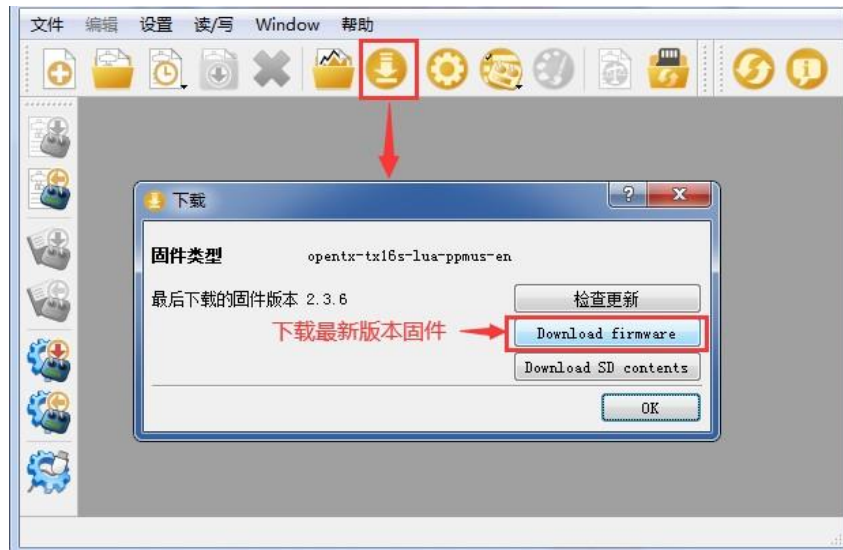 文件 编辑 设置 读/写 Window 帮助
下载
固件类型 opentx-tx16s-lua-ppmus-en
最后下载的固件版本 2.3.6
检查更新
下载最新版本固件
Download firmware
Download SD contents
OK